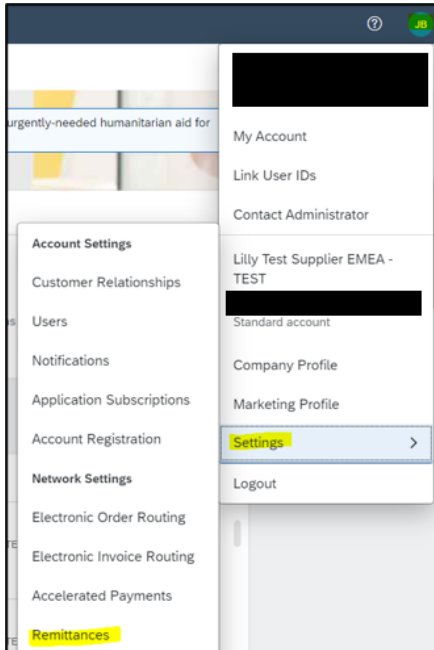 JB
urgently-needed humanitarian aid for
My Account
Link User IDs
Contact Administrator
Lilly Test Supplier EMEA -
TEST
Standard account
Company Profile
Marketing Profile
Settings
Logout
Account Settings
Customer Relationships
Users
Notifications
Application Subscriptions
Account Registration
Network Settings
Electronic Order Routing
Electronic Invoice Routing
Accelerated Payments
Remittances